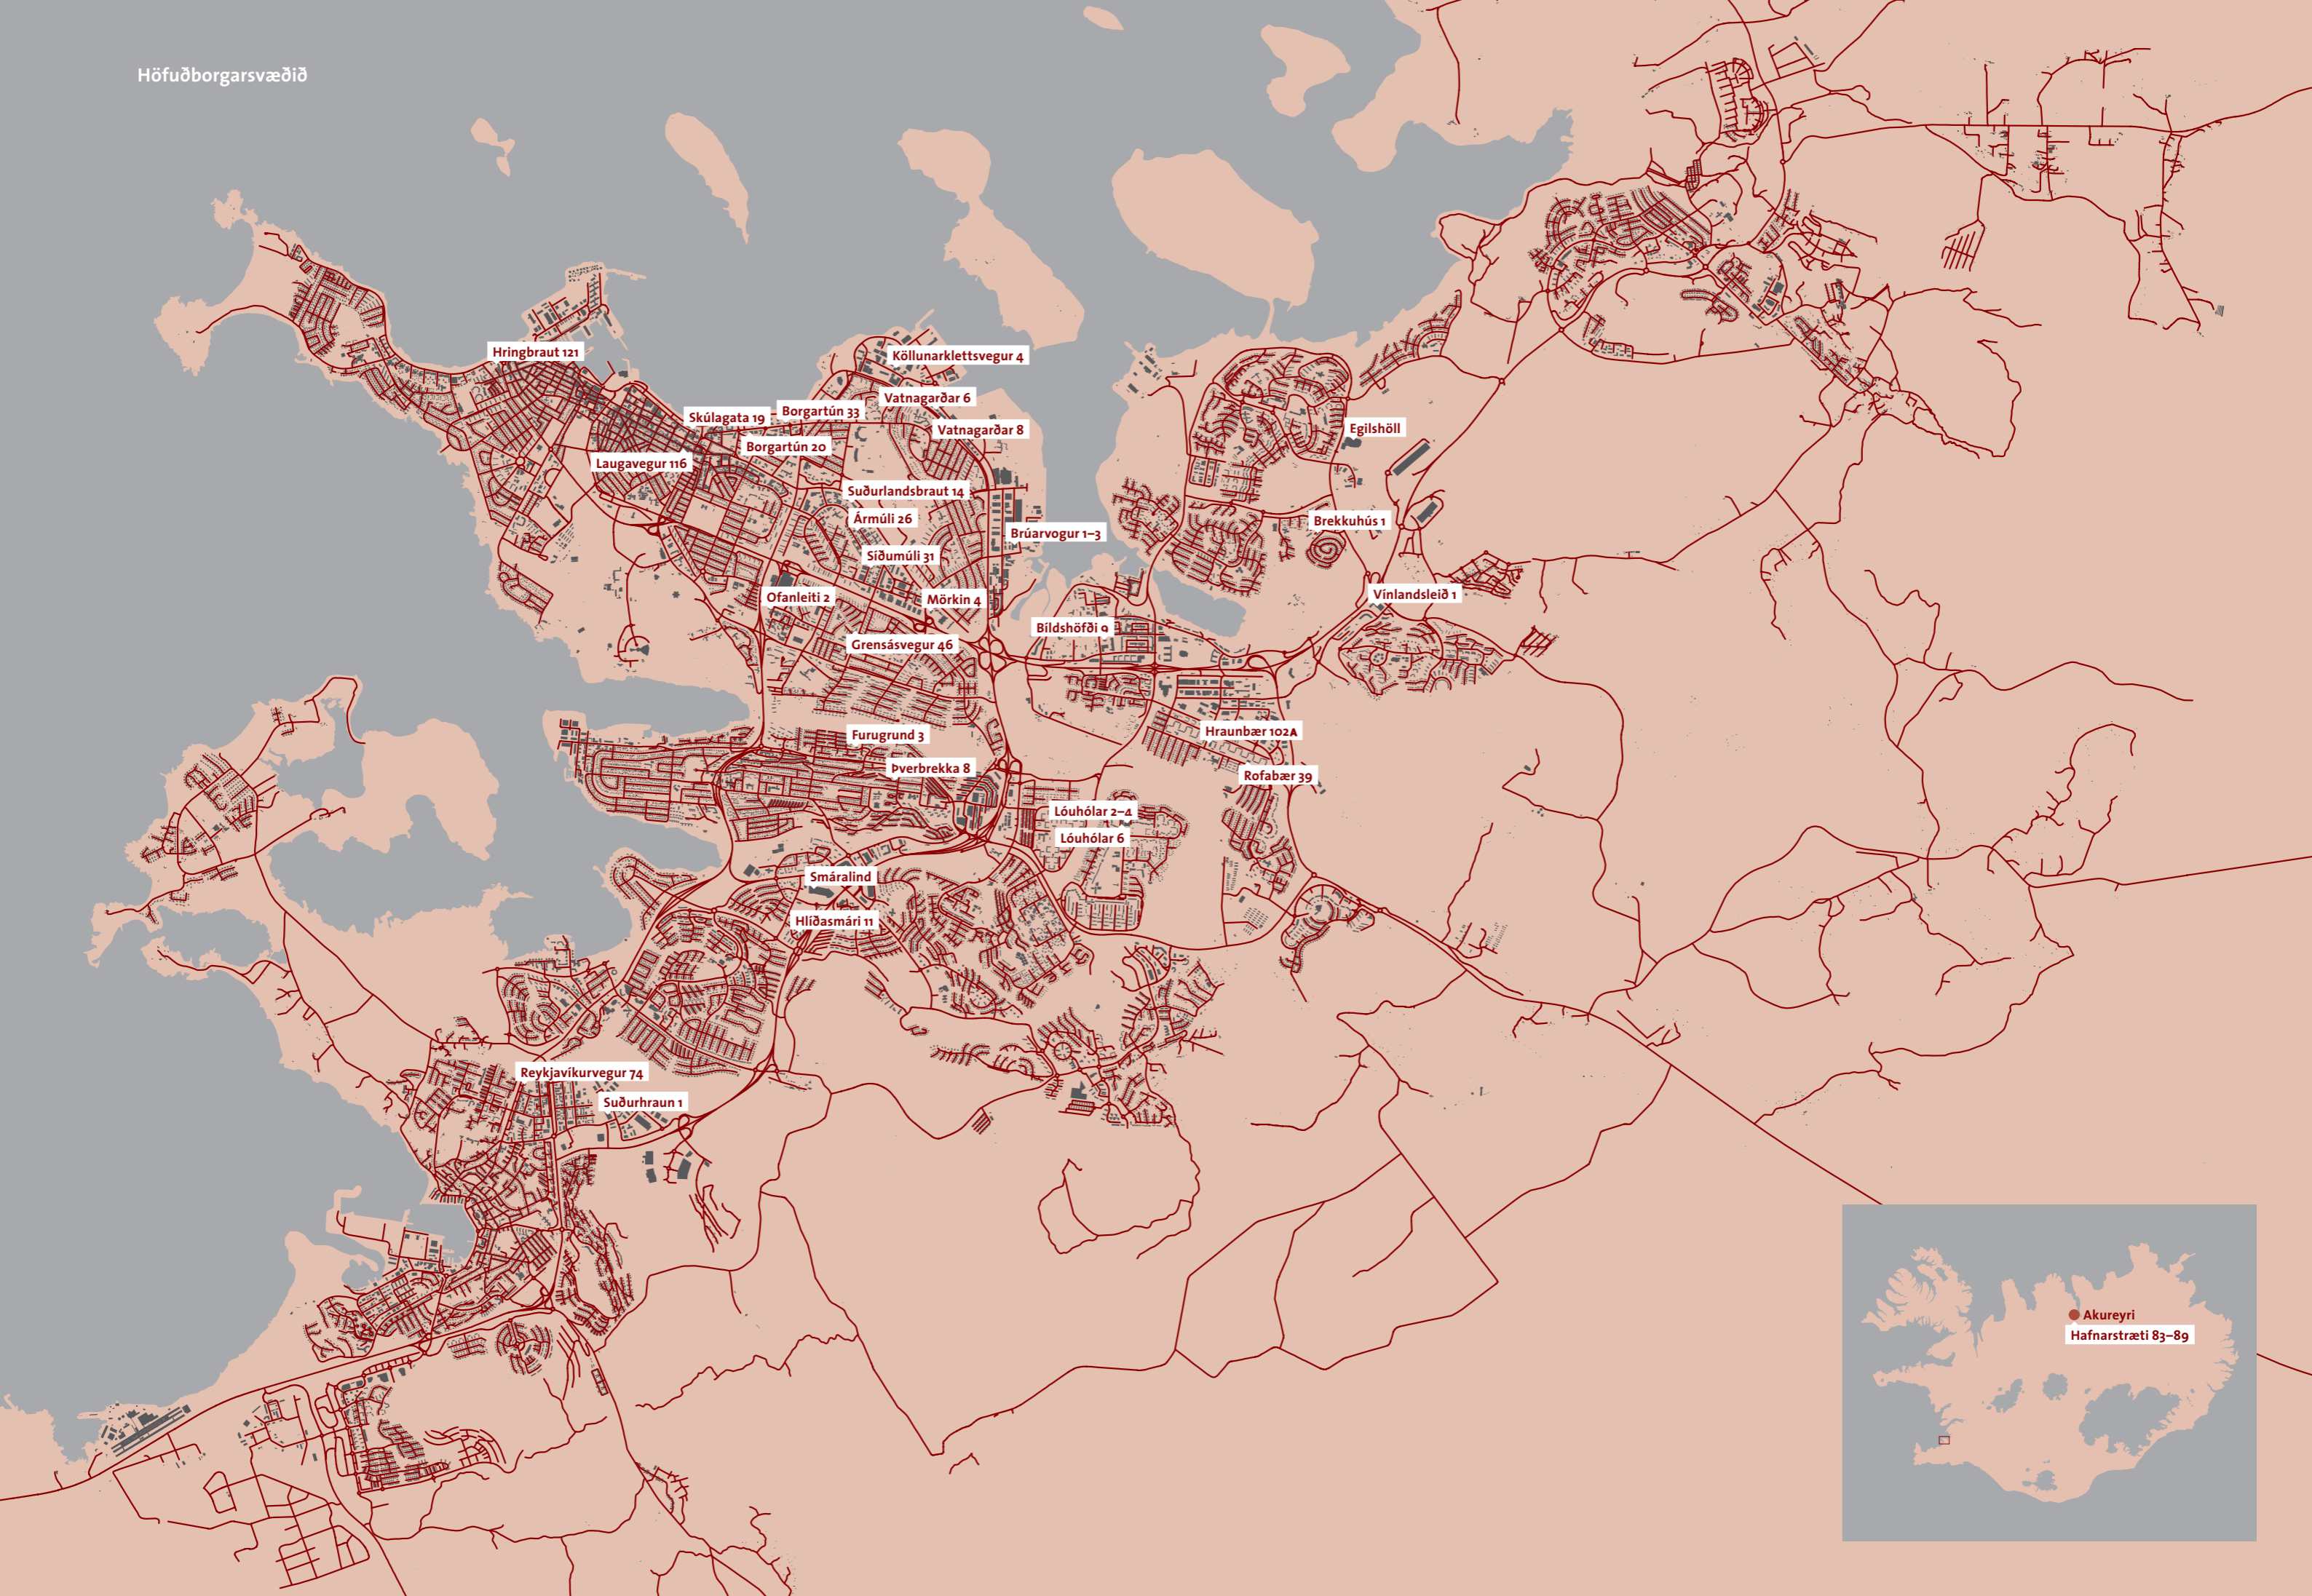 Höfuðborgarsvæðið
Hringbraut 121
Köllunarklettsvegur 4
Vatnagarðar 6
Skúlagata 19
Borgartún 33
Vatnagarðar 8
Egilshöll
Borgartún 20
Laugavegur 116
Suðurlandsbraut 14
Ármúli 26
Brekkuhús 1
Brúarvogur 1–3
Síðumúli 31
Vínlandsleið 1
Ofanleiti 2
Mörkin 4
Bíldshöfði 9
Grensásvegur 46
Hraunbær 102A
Furugrund 3
Þverbrekka 8
Rofabær 39
Lóuhólar 2–4
Lóuhólar 6
Smáralind
Hlíðasmári 11
Reykjavíkurvegur 74
Suðurhraun 1
Akureyri
Hafnarstræti 83–89